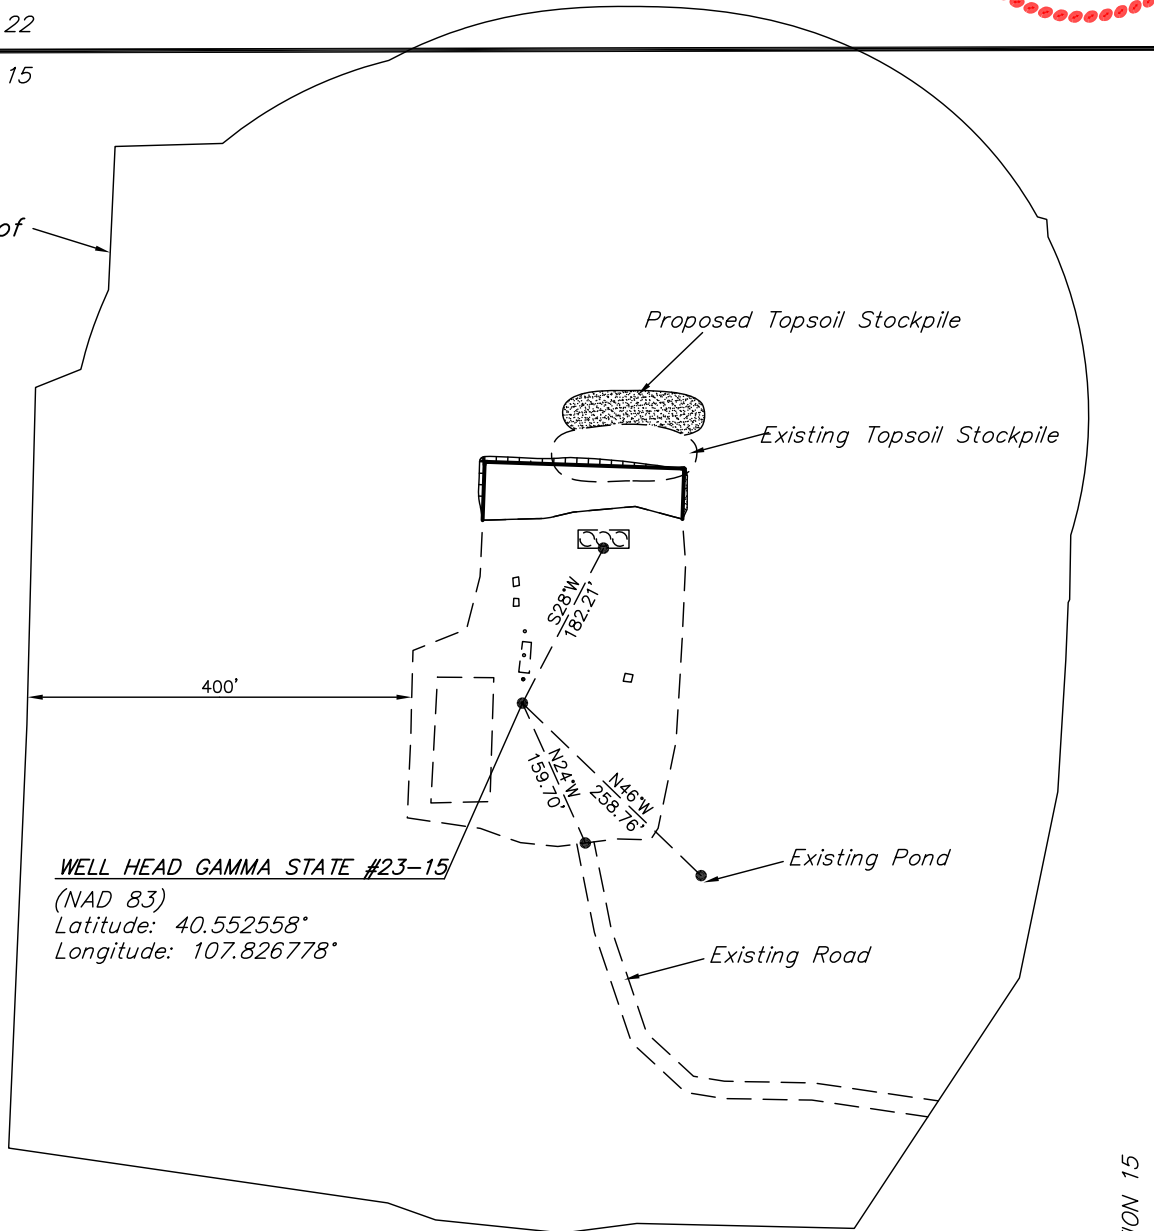 22
15
of
Proposed Topsoil Stockpile
Existing Topsoil Stockpile
S28°W
182.21'
400'
N24°W
159.70'
N46°W
258.76'
WELL HEAD GAMMA STATE #23-15
(NAD 83)
Latitude: 40.552558°
Longitude: 107.826778°
Existing Pond
Existing Road
ION 15